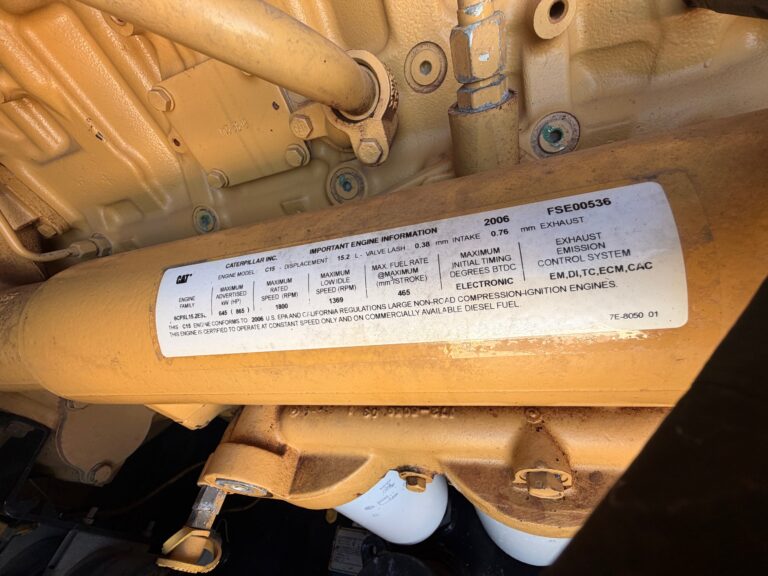 CATERPILLAR INC. IMPORTANT ENGINE INFORMATION 2006 FSE00536
CAT ENGINE MODEL C15 - DISPLACEMENT 15.2 L - VALVE LASH 0.38 mm INTAKE 0.76 mm EXHAUST
ENGINE FAMILY
MAXIMUM ADVERTISED kW (HP)
645 ( 865 )
MAXIMUM RATED SPEED (RPM)
1800
MAXIMUM LOW IDLE SPEED (RPM)
1369
MAX. FUEL RATE @MAXIMUM (mm³/STROKE)
465
MAXIMUM INITIAL TIMING DEGREES BTDC
ELECTRONIC
EXHAUST EMISSION CONTROL SYSTEM
EM,DI,TC,ECM,CAC
THIS C15 ENGINE CONFORMS TO 2006 U.S. EPA AND CALIFORNIA REGULATIONS LARGE NON-ROAD COMPRESSION-IGNITION ENGINES.
THIS ENGINE IS CERTIFIED TO OPERATE AT CONSTANT SPEED ONLY AND ON COMMERCIALLY AVAILABLE DIESEL FUEL.
7E-8050 01